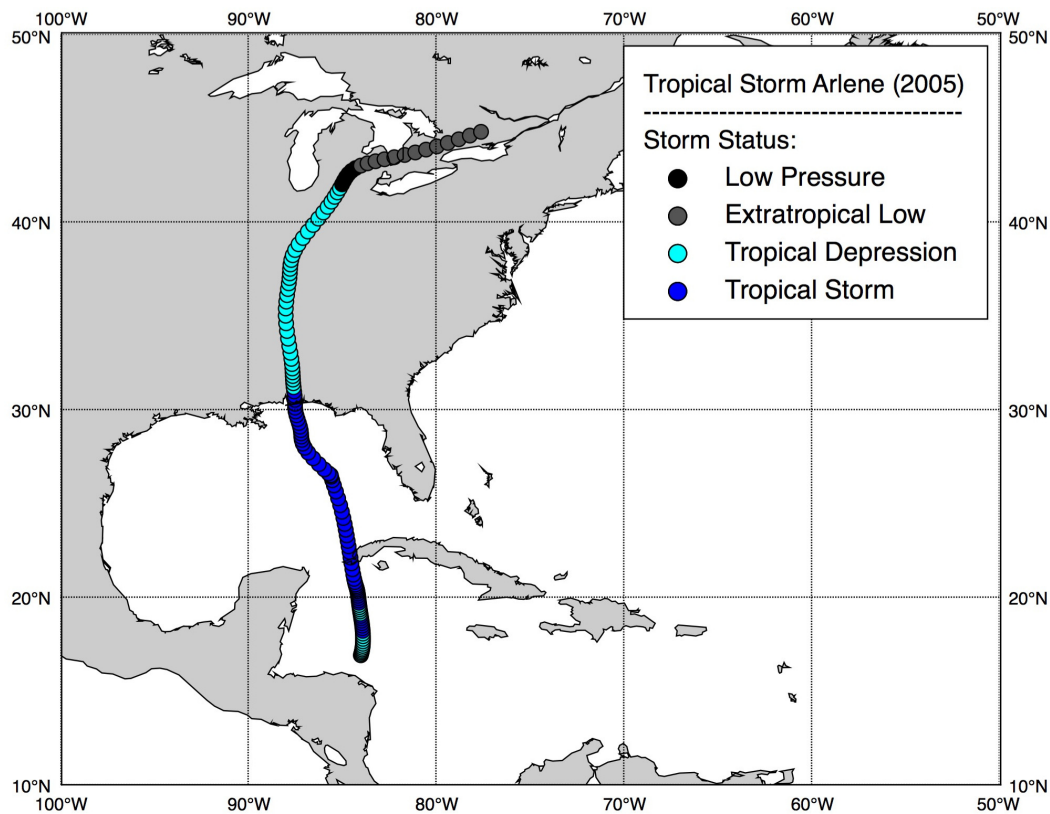 100°W 90°W 80°W 70°W 60°W 50°W
50°N 50°N
Tropical Storm Arlene (2005)
------------------------------------
Storm Status:
Low Pressure
Extratropical Low
Tropical Depression
Tropical Storm
40°N 40°N
30°N 30°N
20°N 20°N
10°N 10°N
100°W 90°W 80°W 70°W 60°W 50°W